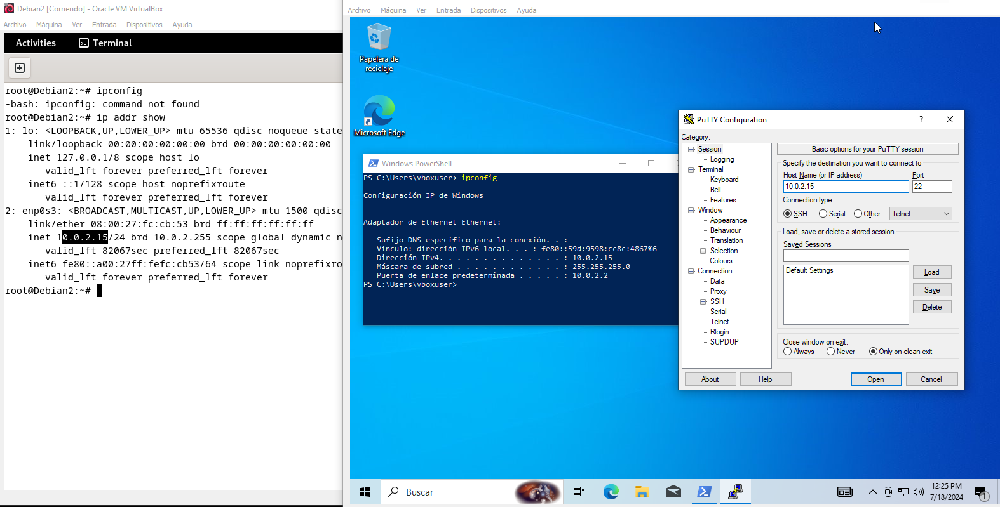 Debian2 [Corriendo] - Oracle VM VirtualBox
Archivo Máquina Ver Entrada Dispositivos Ayuda
Activities Terminal
root@Debian2:~# ipconfig
-bash: ipconfig: command not found
root@Debian2:~# ip addr show
1: lo: <LOOPBACK,UP,LOWER_UP> mtu 65536 qdisc noqueue state
link/loopback 00:00:00:00:00:00 brd 00:00:00:00:00:00
inet 127.0.0.1/8 scope host lo
valid_lft forever preferred_lft forever
inet6 ::1/128 scope host noprefixroute
valid_lft forever preferred_lft forever
2: enp0s3: <BROADCAST,MULTICAST,UP,LOWER_UP> mtu 1500 qdisc
link/ether 08:00:27:fc:cb:53 brd ff:ff:ff:ff:ff:ff
inet 10.0.2.15/24 brd 10.0.2.255 scope global dynamic n
valid_lft 82067sec preferred_lft 82067sec
inet6 fe80::a00:27ff:fefc:cb53/64 scope link noprefixro
valid_lft forever preferred_lft forever
root@Debian2:~#
Archivo Máquina Ver Entrada Dispositivos Ayuda
Papelera de
reciclaje
Microsoft Edge
Windows PowerShell
PS C:\Users\vboxuser> ipconfig
Configuración IP de Windows
Adaptador de Ethernet Ethernet:
Sufijo DNS específico para la conexión. . :
Vínculo: dirección IPv6 local. . . : fe80::59d:9598:cc8c:4867%6
Dirección IPv4. . . . . . . . . . . . . . : 10.0.2.15
Máscara de subred . . . . . . . . . . . . : 255.255.255.0
Puerta de enlace predeterminada . . . . . : 10.0.2.2
PS C:\Users\vboxuser>
PuTTY Configuration
?
Category:
Session
Logging
Terminal
Keyboard
Bell
Features
Window
Appearance
Behaviour
Translation
Selection
Colours
Connection
Data
Proxy
SSH
Serial
Telnet
Rlogin
SUPDUP
Basic options for your PuTTY session
Specify the destination you want to connect to
Host Name (or IP address) Port
10.0.2.15 22
Connection type:
SSH Serial Other: Telnet
Load, save or delete a stored session
Saved Sessions
Default Settings
Load
Save
Delete
Close window on exit:
Always Never Only on clean exit
About Help Open Cancel
Buscar
12:25 PM
7/18/2024
1